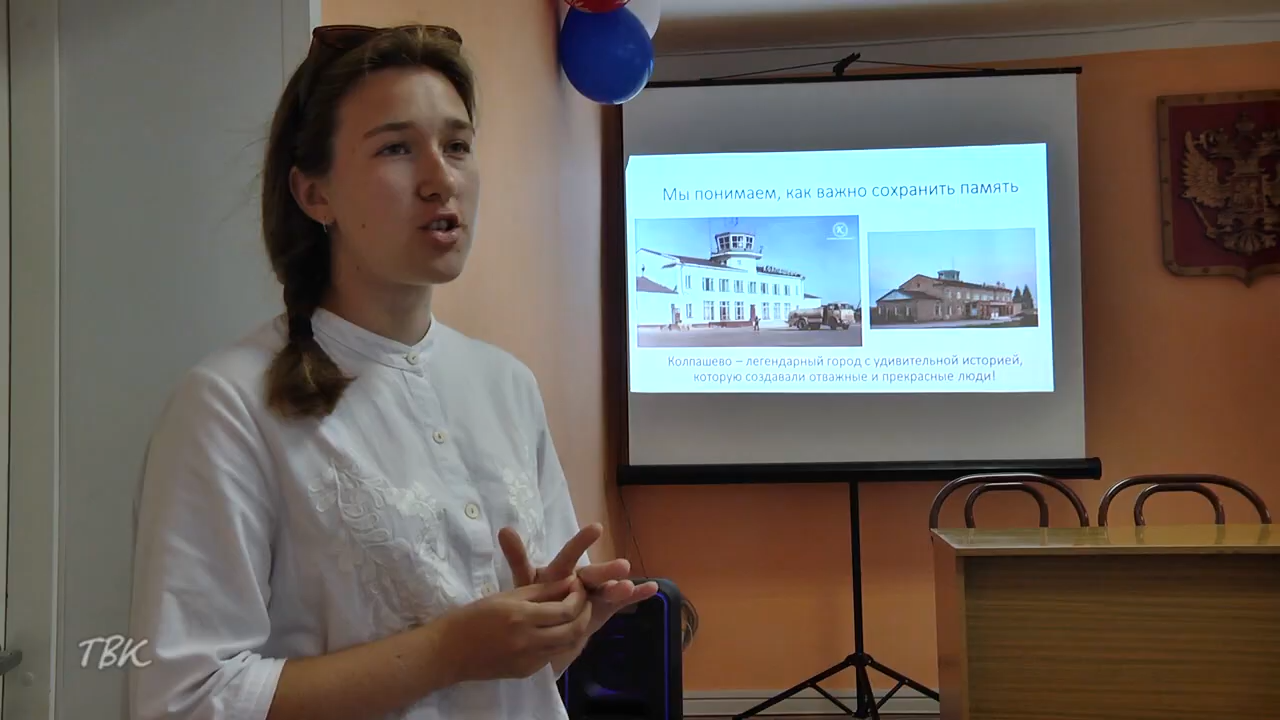 Мы понимаем, как важно сохранить память
Колпашево – легендарный город с удивительной историей,
которую создавали отважные и прекрасные люди!
ТВК